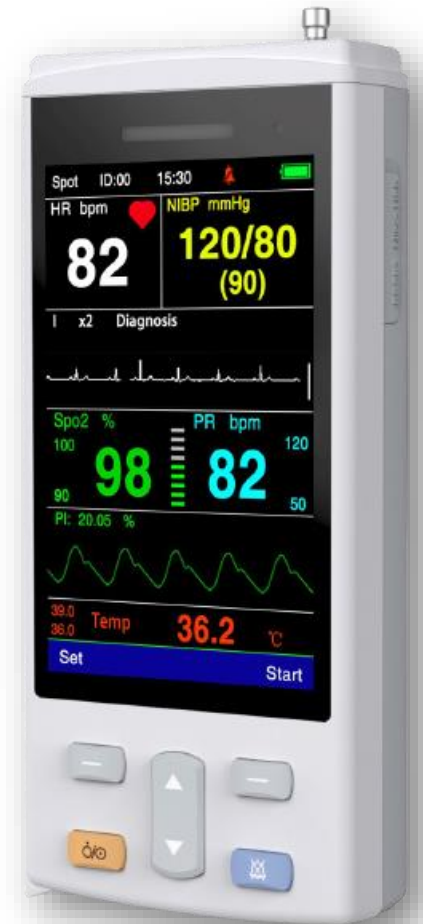 Spot ID:00 15:30
HR bpm NIBP mmHg
82 120/80
(90)
I x2 Diagnosis
Spo2 % PR bpm
100 98 82 120
90 50
PI: 20.05 %
39.0 Temp 36.2 °C
36.0
Set Start